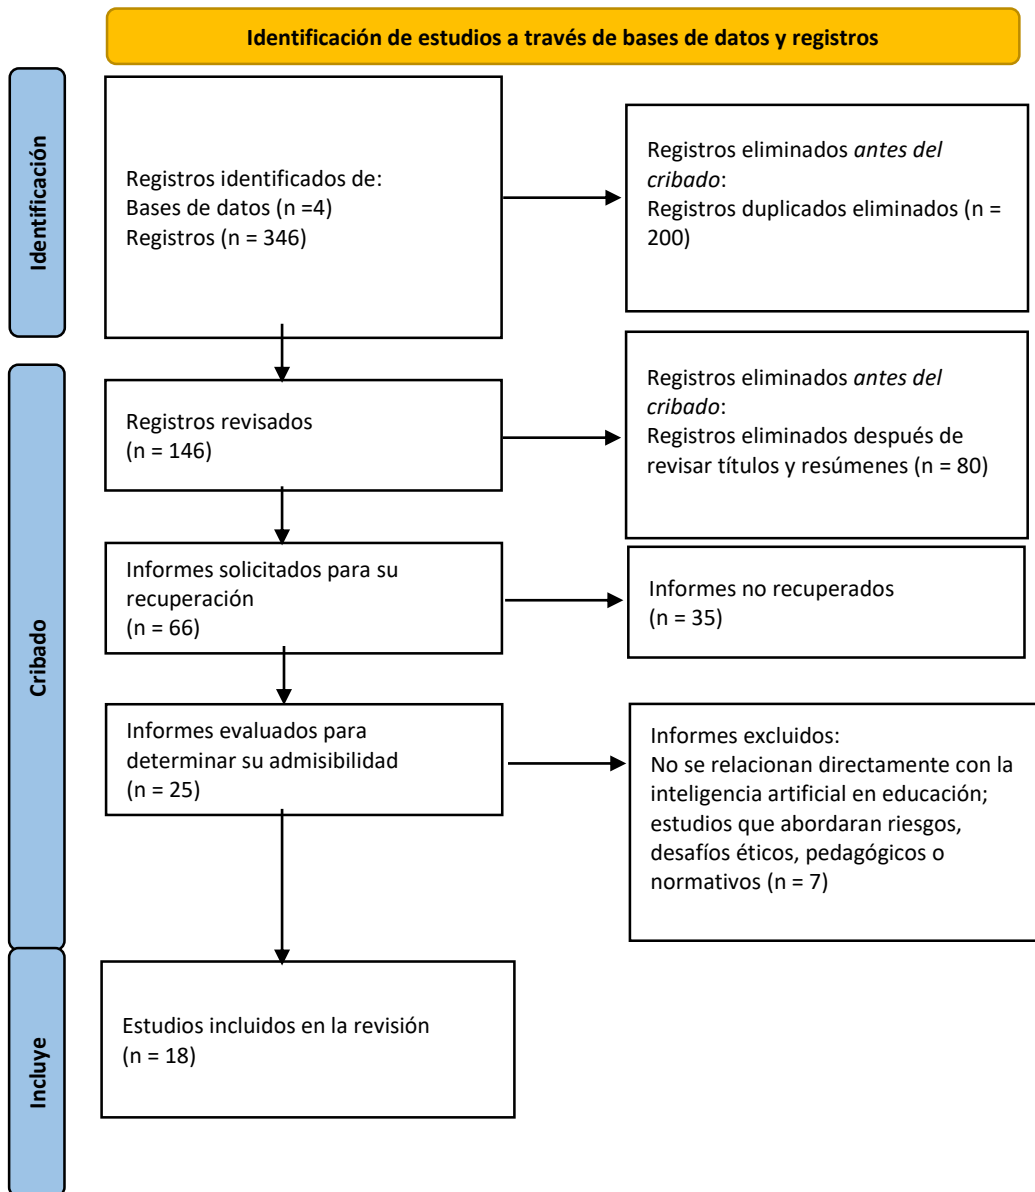 Identificación de estudios a través de bases de datos y registros
Identificación
Registros identificados de:
Bases de datos (n =4)
Registros (n = 346)
Registros eliminados antes del
cribado:
Registros duplicados eliminados (n =
200)
Cribado
Registros revisados
(n = 146)
Registros eliminados antes del
cribado:
Registros eliminados después de
revisar títulos y resúmenes (n = 80)
Informes solicitados para su
recuperación
(n = 66)
Informes no recuperados
(n = 35)
Informes evaluados para
determinar su admisibilidad
(n = 25)
Informes excluidos:
No se relacionan directamente con la
inteligencia artificial en educación;
estudios que abordaran riesgos,
desafíos éticos, pedagógicos o
normativos (n = 7)
Incluye
Estudios incluidos en la revisión
(n = 18)